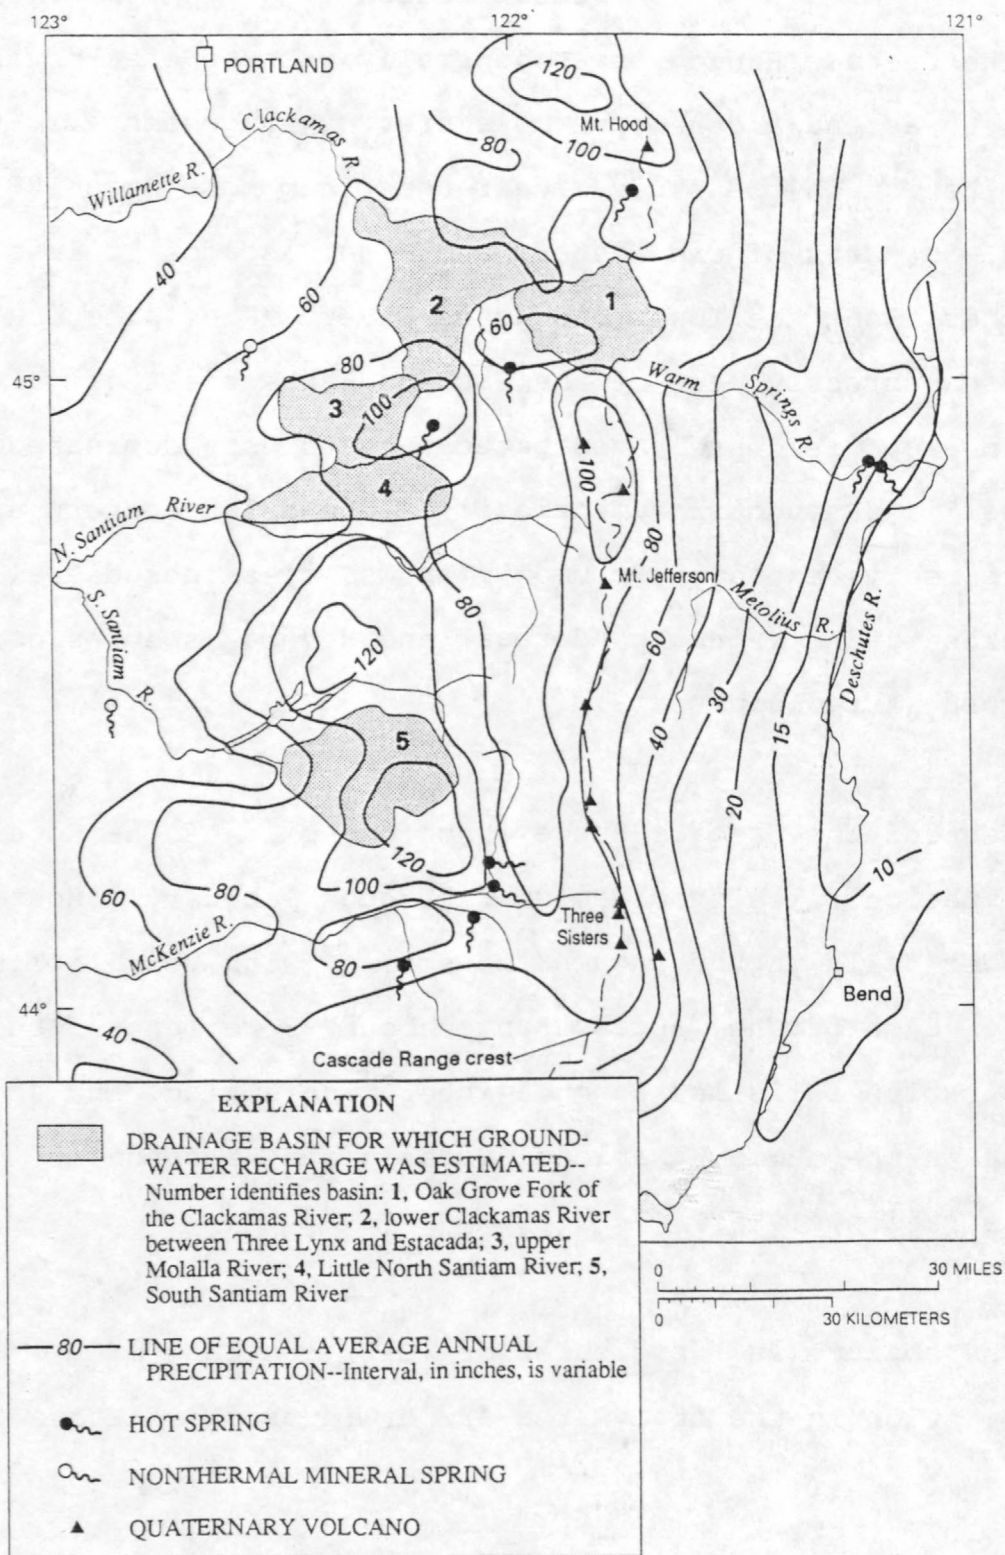 123°
122°
121°
PORTLAND
120
Mt. Hood
Clackamas R.
80
100
Willamette R.
40
60
2
1
60
45°
80
3
100
Warm Springs R.
4
100
N. Santiam River
80
80
Mt. Jefferson
Metolius R.
S. Santiam R.
120
60
Deschutes R.
30
15
5
40
20
120
100
10
80
60
Three
Sisters
McKenzie R.
80
Bend
44°
40
Cascade Range crest
EXPLANATION
DRAINAGE BASIN FOR WHICH GROUND-
WATER RECHARGE WAS ESTIMATED--
Number identifies basin: 1, Oak Grove Fork of
the Clackamas River; 2, lower Clackamas River
between Three Lynx and Estacada; 3, upper
Molalla River; 4, Little North Santiam River; 5,
South Santiam River
0 30 MILES
0 30 KILOMETERS
80 LINE OF EQUAL AVERAGE ANNUAL
PRECIPITATION--Interval, in inches, is variable
HOT SPRING
NONTHERMAL MINERAL SPRING
QUATERNARY VOLCANO